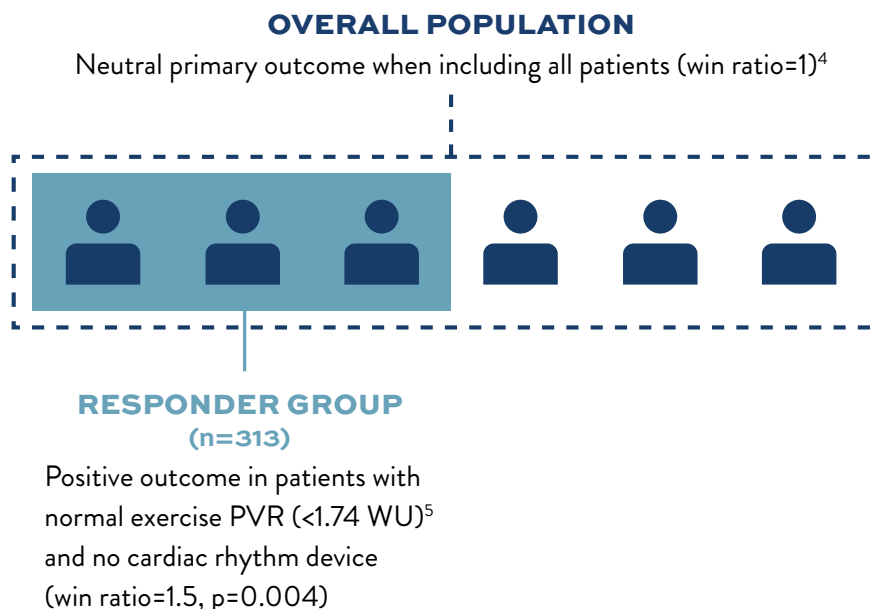 OVERALL POPULATION
Neutral primary outcome when including all patients (win ratio=1)⁴
RESPONDER GROUP
(n=313)
Positive outcome in patients with
normal exercise PVR (<1.74 WU)⁵
and no cardiac rhythm device
(win ratio=1.5, p=0.004)